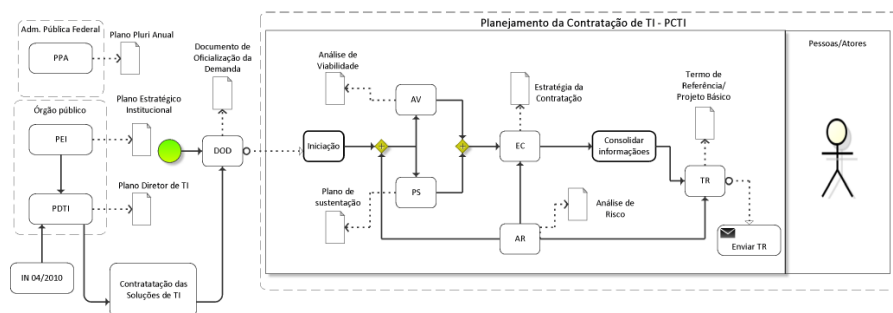 Planejamento da Contratação de TI - PCTI
Adm. Pública Federal
PPA
Plano Pluri Anual
Documento de
Oficialização da
Demanda
Órgão público
PEI
Plano Estratégico
Institucional
DOD
PDTI
Plano Diretor de TI
IN 04/2010
Contratatação das
Soluções de TI
Iniciação
Análise de
Viabilidade
AV
PS
Plano de
sustentação
EC
Estratégia da
Contratação
AR
Análise de
Risco
Consolidar
informaçãoes
Termo de
Referência/
Projeto Básico
TR
Enviar TR
Pessoas/Atores